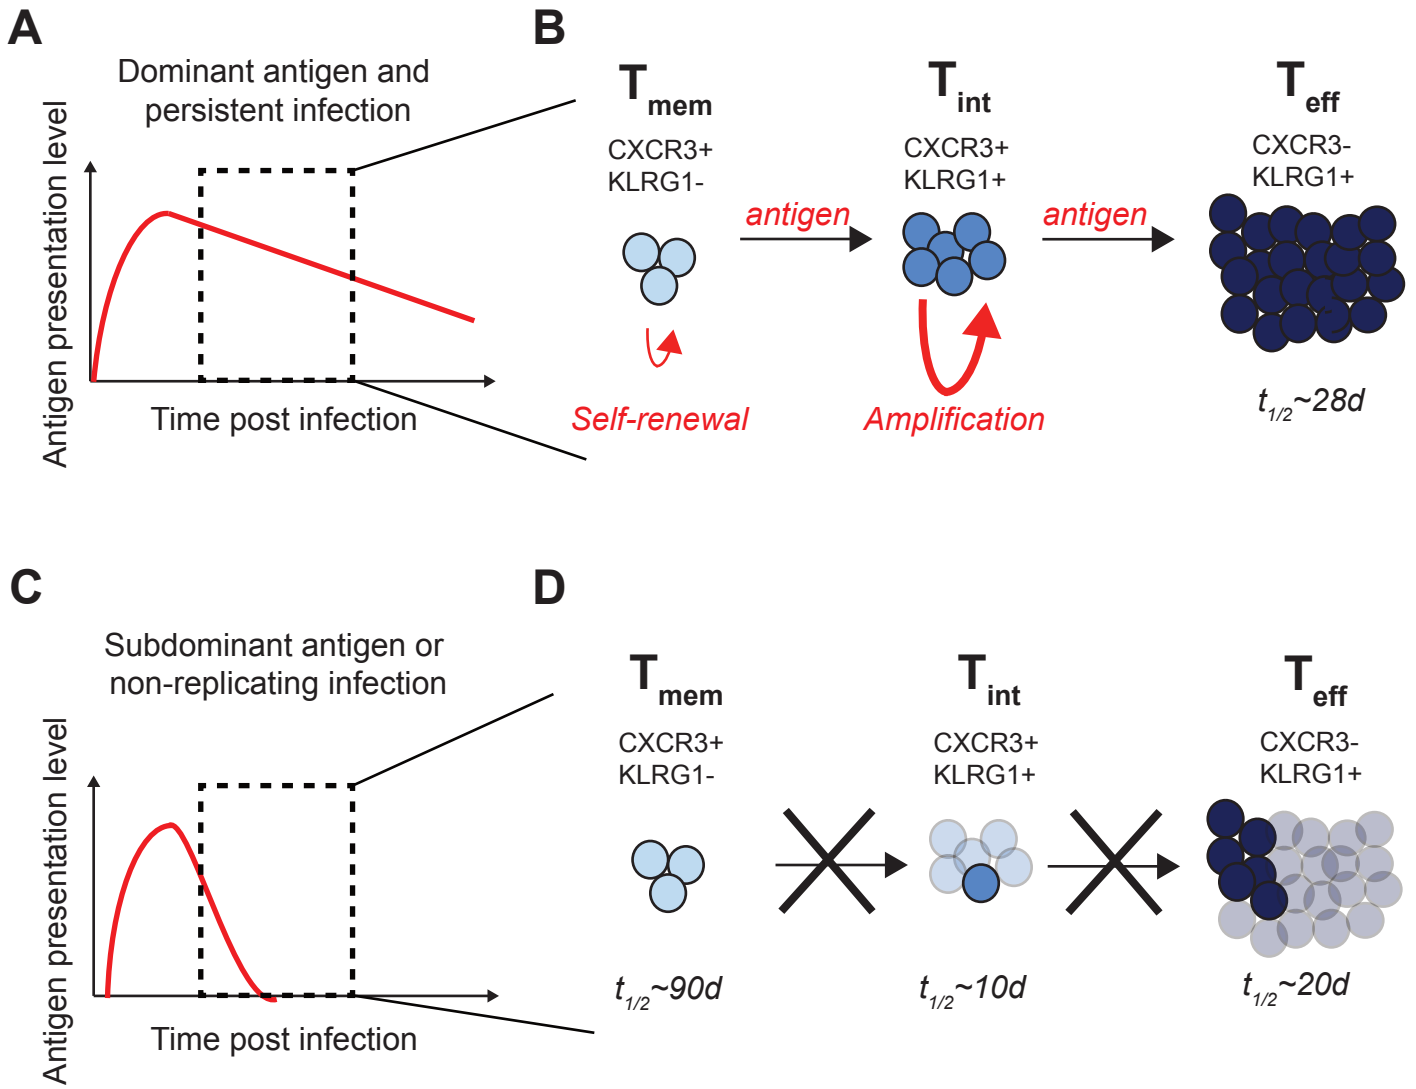 A
Dominant antigen and
persistent infection
Antigen presentation level
Time post infection
B
Tmem
CXCR3+
KLRG1-
antigen
Self-renewal
Tint
CXCR3+
KLRG1+
Amplification
antigen
Teff
CXCR3-
KLRG1+
t1/2~28d
C
Subdominant antigen or
non-replicating infection
Antigen presentation level
Time post infection
D
Tmem
CXCR3+
KLRG1-
t1/2~90d
Tint
CXCR3+
KLRG1+
t1/2~10d
Teff
CXCR3-
KLRG1+
t1/2~20d